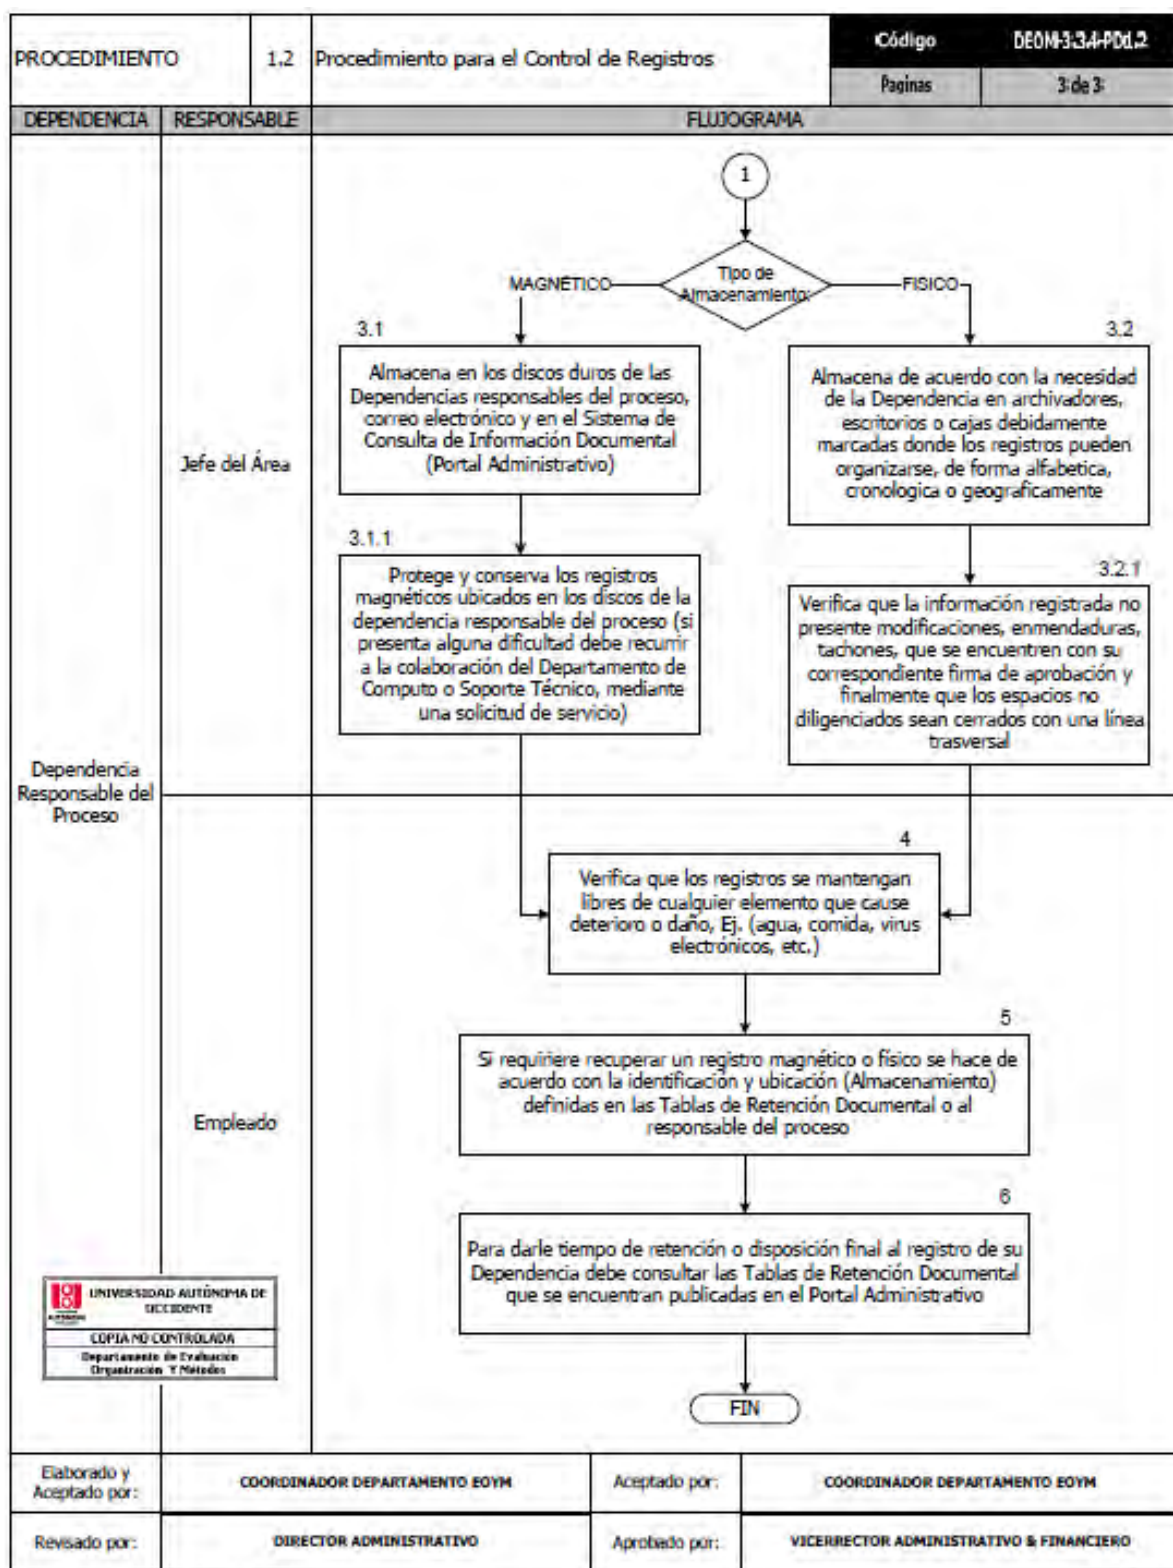 PROCEDIMIENTO
1.2
Procedimiento para el Control de Registros
Código
DEOM-3.3.4-PD1.2
Paginas
3 de 3
DEPENDENCIA
RESPONSABLE
FLUJOGRAMA
1
Tipo de
Almacenamiento:
MAGNÉTICO
FISICO
3.1
Almacena en los discos duros de las
Dependencias responsables del proceso,
correo electrónico y en el Sistema de
Consulta de Información Documental
(Portal Administrativo)
3.2
Almacena de acuerdo con la necesidad
de la Dependencia en archivadores,
escritorios o cajas debidamente
marcadas donde los registros pueden
organizarse, de forma alfabetica,
cronologica o geograficamente
Jefe del Área
3.1.1
Protege y conserva los registros
magnéticos ubicados en los discos de la
dependencia responsable del proceso (si
presenta alguna dificultad debe recurrir
a la colaboración del Departamento de
Computo o Soporte Técnico, mediante
una solicitud de servicio)
3.2.1
Verifica que la información registrada no
presente modificaciones, enmendaduras,
tachones, que se encuentren con su
correspondiente firma de aprobación y
finalmente que los espacios no
diligenciados sean cerrados con una línea
trasversal
Dependencia
Responsable del
Proceso
4
Verifica que los registros se mantengan
libres de cualquier elemento que cause
deterioro o daño, Ej. (agua, comida, virus
electrónicos, etc.)
5
Si requiriere recuperar un registro magnético o físico se hace de
acuerdo con la identificación y ubicación (Almacenamiento)
definidas en las Tablas de Retención Documental o al
responsable del proceso
Empleado
6
Para darle tiempo de retención o disposición final al registro de su
Dependencia debe consultar las Tablas de Retención Documental
que se encuentran publicadas en el Portal Administrativo
UNIVERSIDAD AUTÓNOMA DE
OCCIDENTE
COPIA NO CONTROLADA
Departamento de Evaluación
Organización Y Métodos
FIN
Elaborado y
Aceptado por:
COORDINADOR DEPARTAMENTO EOYM
Aceptado por:
COORDINADOR DEPARTAMENTO EOYM
Revisado por:
DIRECTOR ADMINISTRATIVO
Aprobado por:
VICERRECTOR ADMINISTRATIVO & FINANCIERO